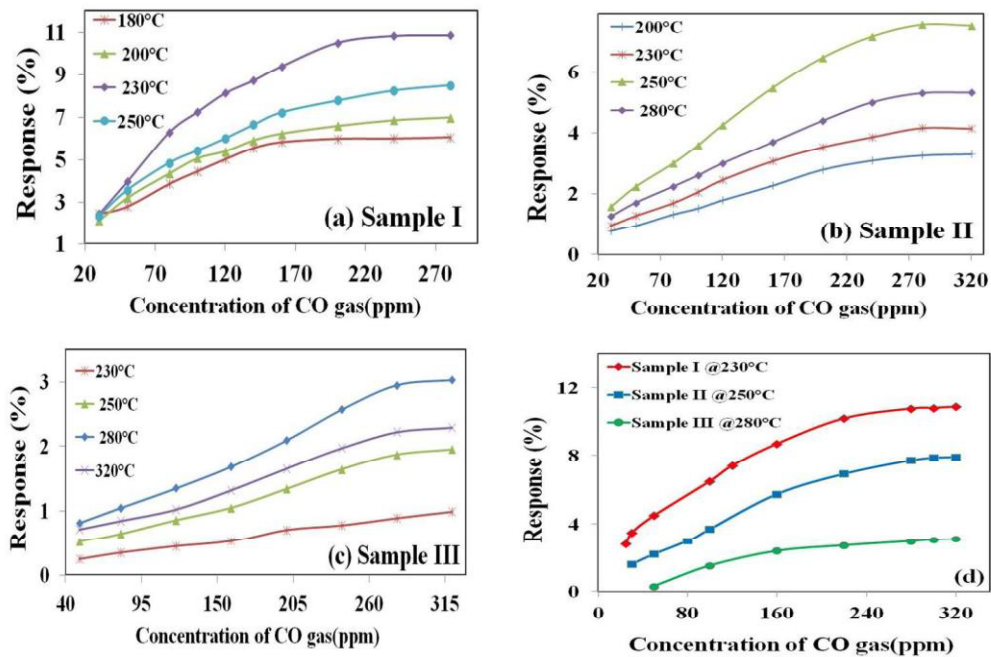 11
9
7
5
3
1
Response (%)
180°C
200°C
230°C
250°C
(a) Sample I
20 70 120 170 220 270
Concentration of CO gas(ppm)
6
4
2
0
Response (%)
200°C
230°C
250°C
280°C
(b) Sample II
20 70 120 170 220 270 320
Concentration of CO gas(ppm)
3
2
1
0
Response (%)
230°C
250°C
280°C
320°C
(c) Sample III
40 95 150 205 260 315
Concentration of CO gas(ppm)
12
8
4
0
Response (%)
Sample I @230°C
Sample II @250°C
Sample III @280°C
(d)
0 80 160 240 320
Concentration of CO gas(ppm)